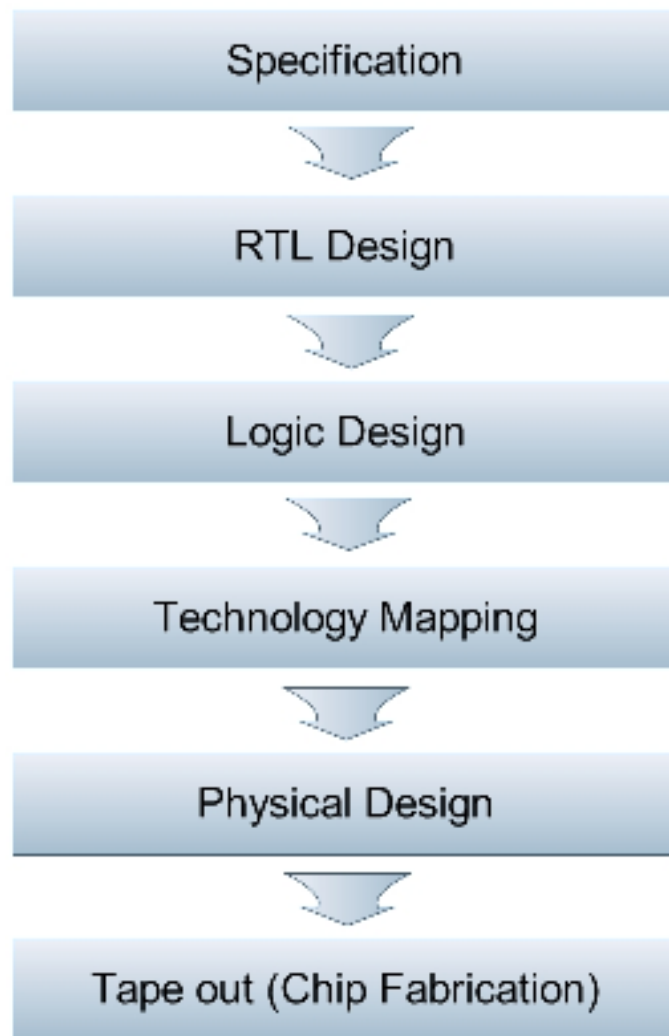 Specification
RTL Design
Logic Design
Technology Mapping
Physical Design
Tape out (Chip Fabrication)